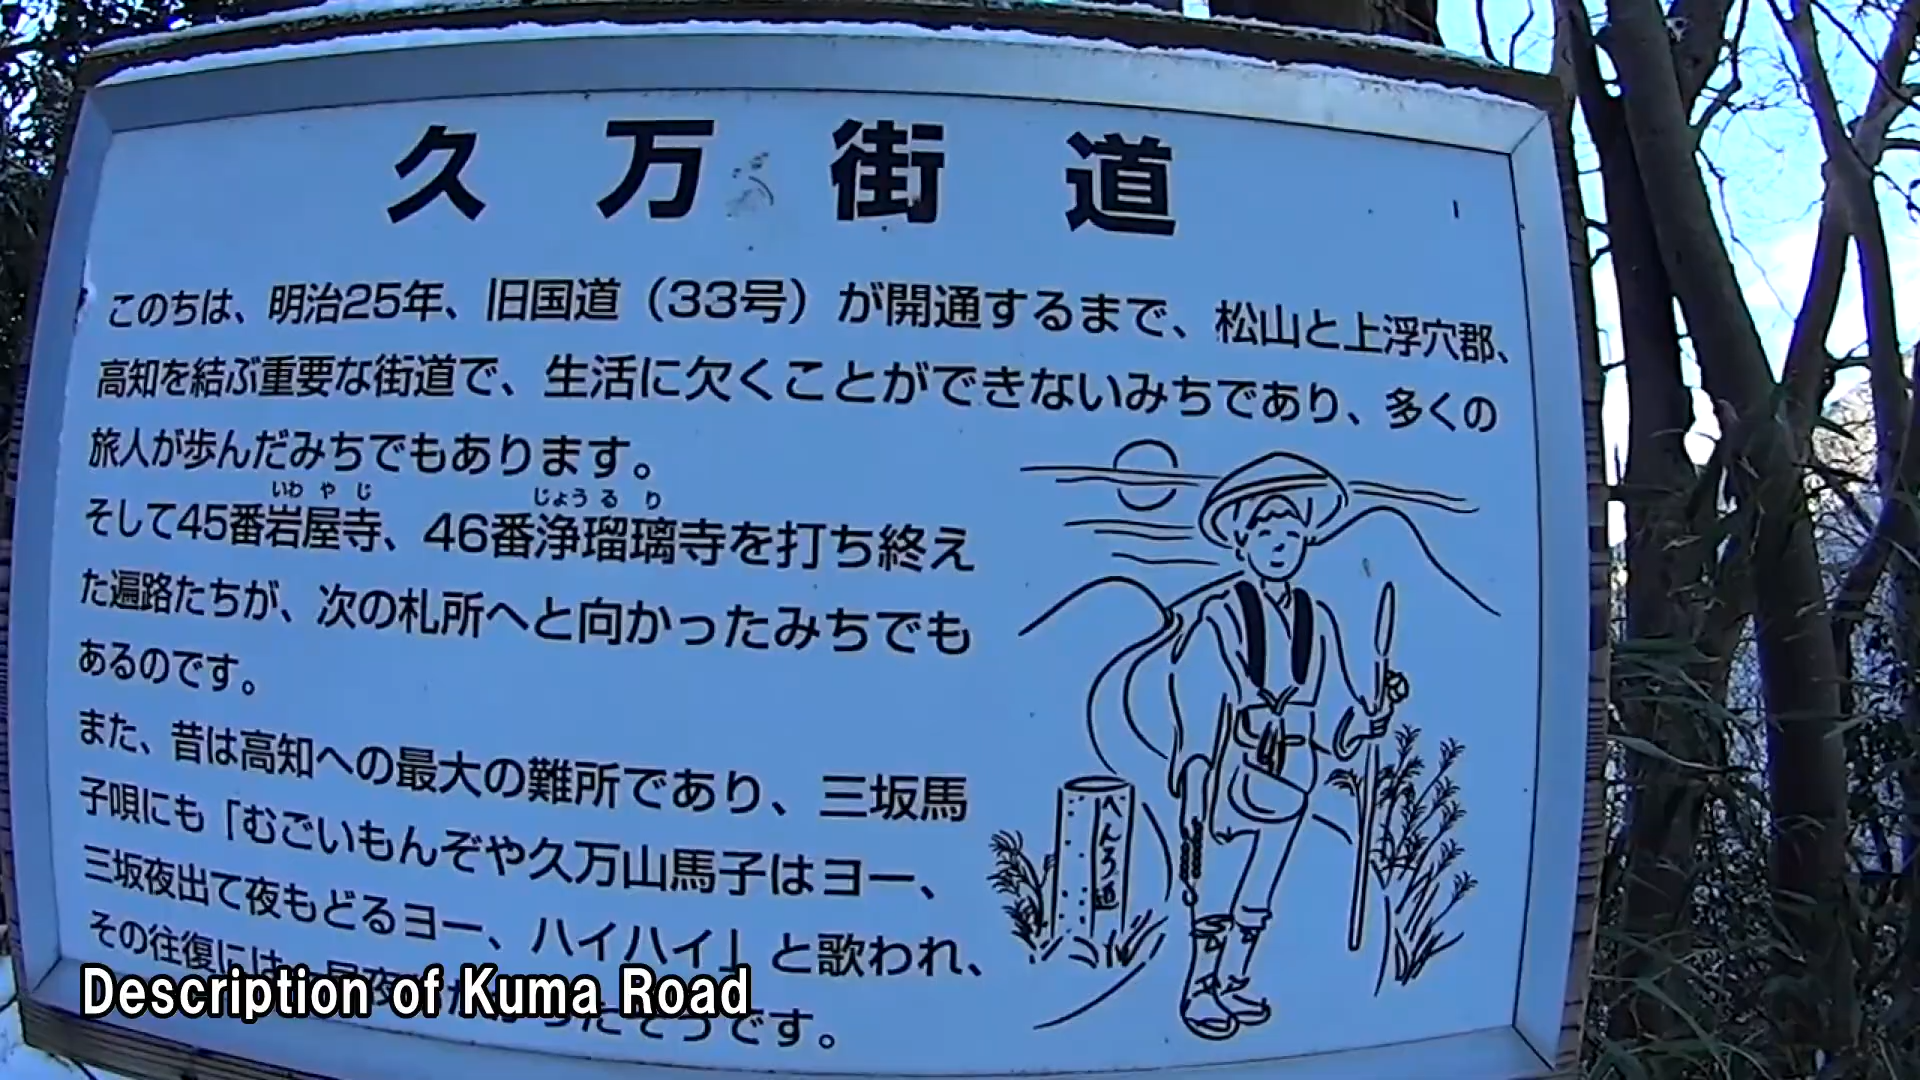 久万街道
このちは、明治25年、旧国道（33号）が開通するまで、松山と上浮穴郡、
高知を結ぶ重要な街道で、生活に欠くことができないみちであり、多くの
旅人が歩んだみちでもあります。
いわ や じ じょう る り
そして45番岩屋寺、46番浄瑠璃寺を打ち終え
た遍路たちが、次の札所へと向かったみちでも
あるのです。
また、昔は高知への最大の難所であり、三坂馬
子唄にも「むごいもんぞや久万山馬子はヨー、
三坂夜出て夜もどるヨー、ハイハイ」と歌われ、
その往復には
そうです。
へんろ道
Description of Kuma Road